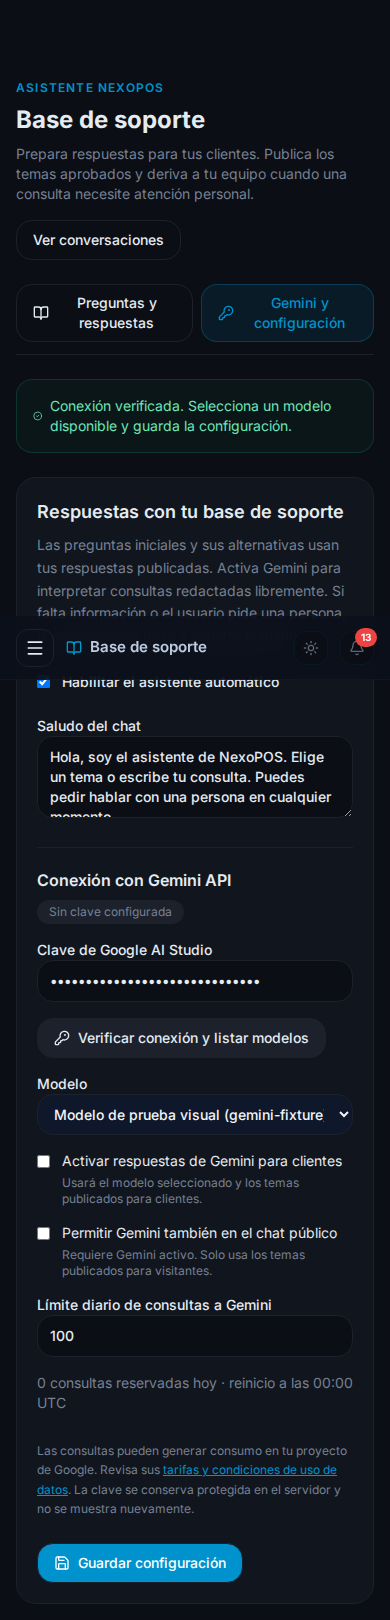 ASISTENTE NEXOPOS
Base de soporte
Prepara respuestas para tus clientes. Publica los
temas aprobados y deriva a tu equipo cuando una
consulta necesite atención personal.
Ver conversaciones
Preguntas y
respuestas
Gemini y
configuración
Conexión verificada. Selecciona un modelo
disponible y guarda la configuración.
Respuestas con tu base de soporte
Las preguntas iniciales y sus alternativas usan
tus respuestas publicadas. Activa Gemini para
interpretar consultas redactadas libremente. Si
falta información o el usuario pide una persona
Base de soporte
13
Habilitar el asistente automático
Saludo del chat
Hola, soy el asistente de NexoPOS. Elige
un tema o escribe tu consulta. Puedes
pedir hablar con una persona en cualquier
momento
Conexión con Gemini API
Sin clave configurada
Clave de Google AI Studio
••••••••••••••••••••••••••••••
Verificar conexión y listar modelos
Modelo
Modelo de prueba visual (gemini-fixture
Activar respuestas de Gemini para clientes
Usará el modelo seleccionado y los temas
publicados para clientes.
Permitir Gemini también en el chat público
Requiere Gemini activo. Solo usa los temas
publicados para visitantes.
Límite diario de consultas a Gemini
100
0 consultas reservadas hoy · reinicio a las 00:00
UTC
Las consultas pueden generar consumo en tu proyecto
de Google. Revisa sus tarifas y condiciones de uso de
datos. La clave se conserva protegida en el servidor y
no se muestra nuevamente.
Guardar configuración